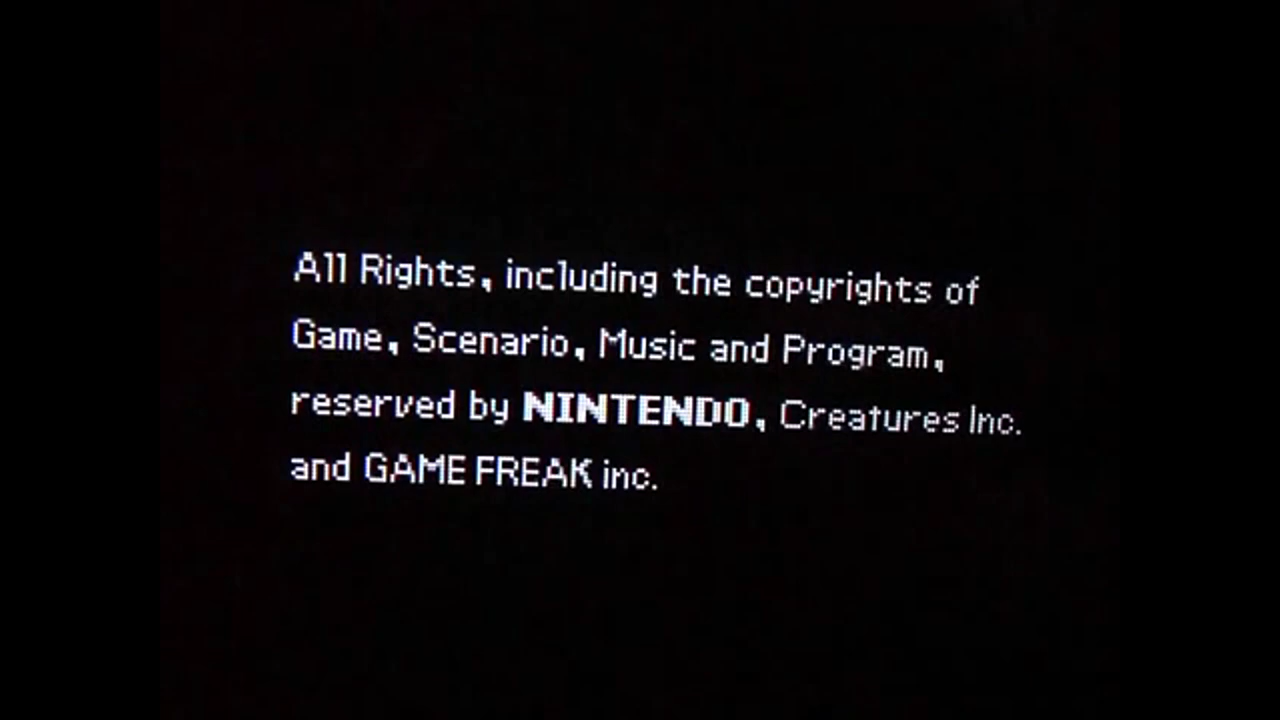 All Rights, including the copyrights of
Game, Scenario, Music and Program,
reserved by NINTENDO, Creatures Inc.
and GAME FREAK inc.